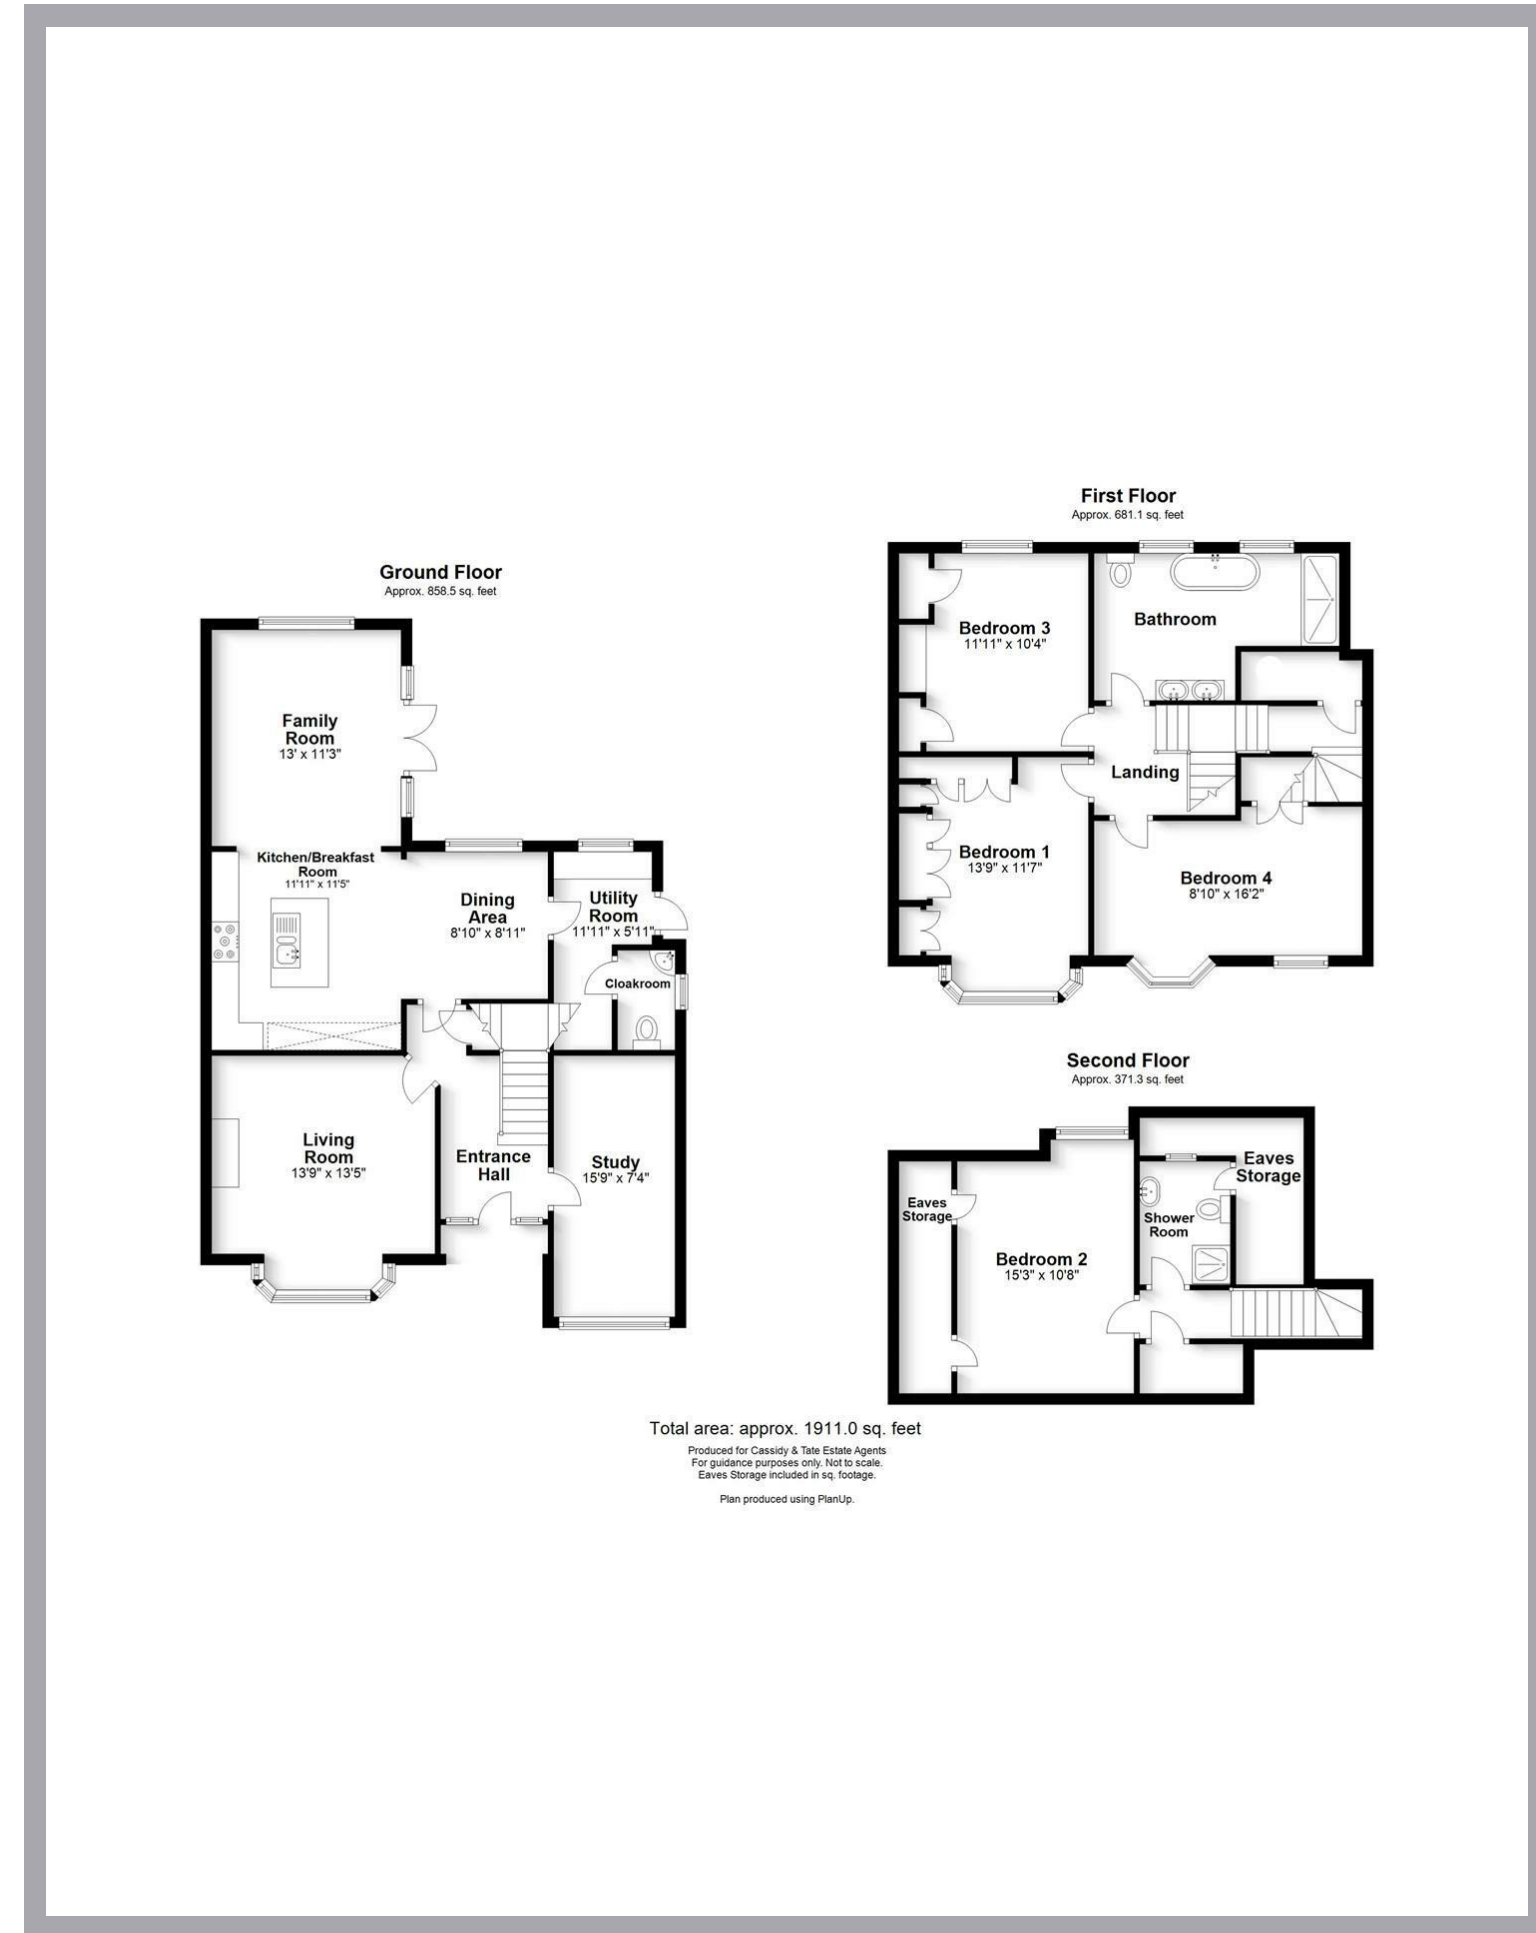 Ground Floor
Approx. 858.5 sq. feet
Family
Room
13' x 11'3"
Kitchen/Breakfast
Room
11'11" x 11'5"
Dining
Area
8'10" x 8'11"
Utility
Room
11'11" x 5'11"
Cloakroom
Living
Room
13'9" x 13'5"
Entrance
Hall
Study
15'9" x 7'4"
First Floor
Approx. 681.1 sq. feet
Bedroom 3
11'11" x 10'4"
Bathroom
Landing
Bedroom 1
13'9" x 11'7"
Bedroom 4
8'10" x 16'2"
Second Floor
Approx. 371.3 sq. feet
Eaves
Storage
Eaves
Storage
Shower
Room
Bedroom 2
15'3" x 10'8"
Total area: approx. 1911.0 sq. feet
Produced for Cassidy & Tate Estate Agents
For guidance purposes only. Not to scale.
Eaves Storage included in sq. footage.
Plan produced using PlanUp.